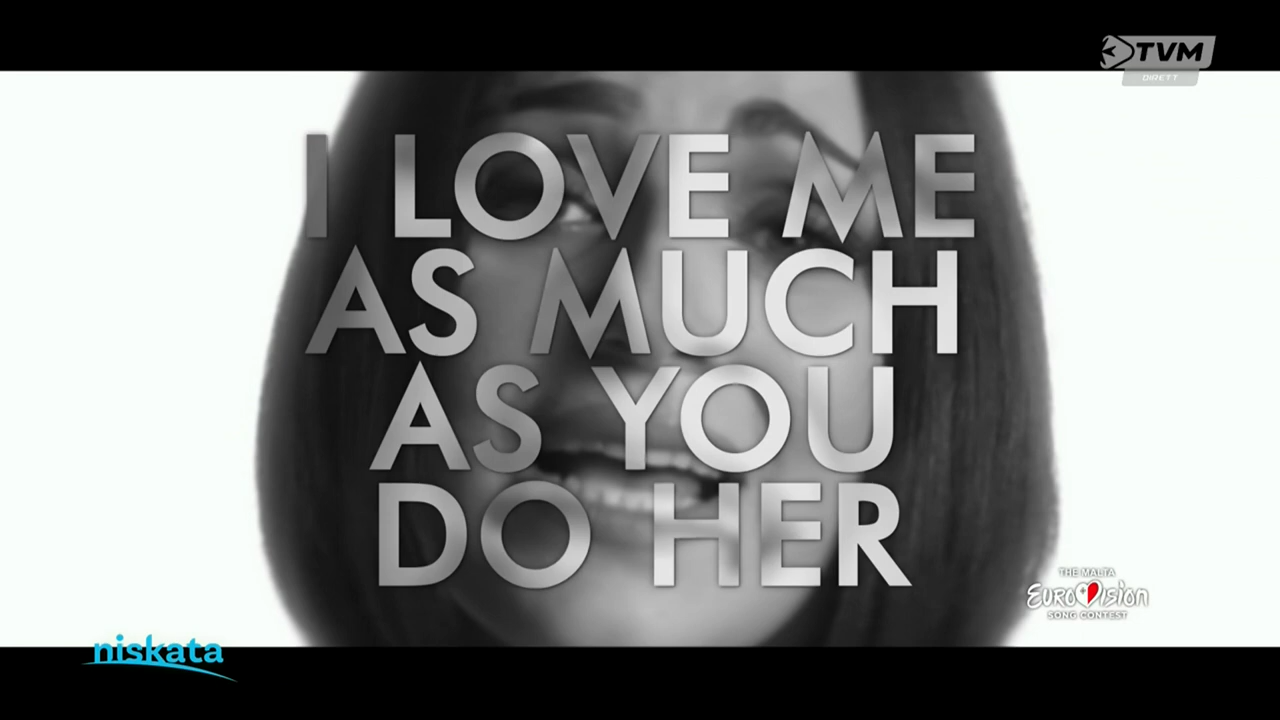 TVM
DIRETT
I LOVE ME
AS MUCH
AS YOU
DO HER
THE MALTA
EUROVISION
SONG CONTEST
niskata